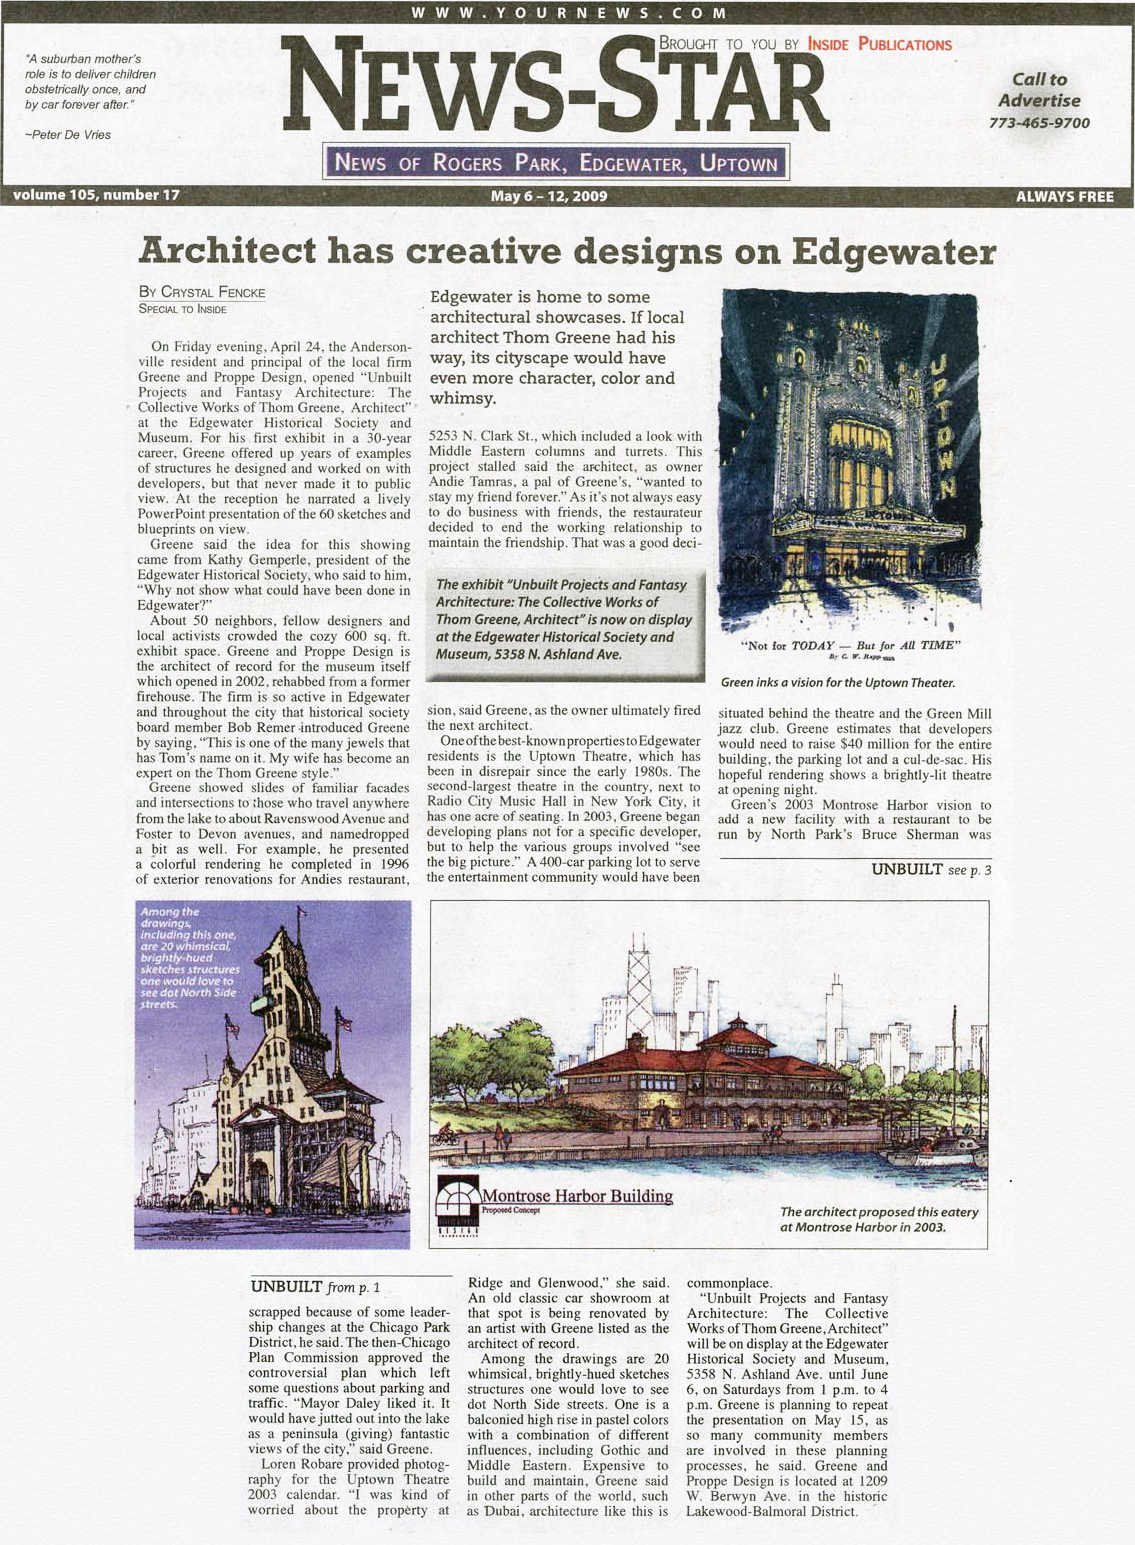 WWW.YOURNEWS.COM
"A suburban mother's
role is to deliver children
obstetrically once, and
by car forever after."
~Peter De Vries
NEWS-STAR
BROUGHT TO YOU BY INSIDE PUBLICATIONS
NEWS OF ROGERS PARK, EDGEWATER, UPTOWN
Call to
Advertise
773-465-9700
volume 105, number 17
May 6 – 12, 2009
ALWAYS FREE
Architect has creative designs on Edgewater
BY CRYSTAL FENCKE
SPECIAL TO INSIDE
On Friday evening, April 24, the Anderson-
ville resident and principal of the local firm
Greene and Proppe Design, opened "Unbuilt
Projects and Fantasy Architecture: The
Collective Works of Thom Greene, Architect"
at the Edgewater Historical Society and
Museum. For his first exhibit in a 30-year
career, Greene offered up years of examples
of structures he designed and worked on with
developers, but that never made it to public
view. At the reception he narrated a lively
PowerPoint presentation of the 60 sketches and
blueprints on view.
Greene said the idea for this showing
came from Kathy Gemperle, president of the
Edgewater Historical Society, who said to him,
"Why not show what could have been done in
Edgewater?"
About 50 neighbors, fellow designers and
local activists crowded the cozy 600 sq. ft.
exhibit space. Greene and Proppe Design is
the architect of record for the museum itself
which opened in 2002, rehabbed from a former
firehouse. The firm is so active in Edgewater
and throughout the city that historical society
board member Bob Remer introduced Greene
by saying, "This is one of the many jewels that
has Tom's name on it. My wife has become an
expert on the Thom Greene style."
Greene showed slides of familiar facades
and intersections to those who travel anywhere
from the lake to about Ravenswood Avenue and
Foster to Devon avenues, and namedropped
a bit as well. For example, he presented
a colorful rendering he completed in 1996
of exterior renovations for Andies restaurant,
Edgewater is home to some
architectural showcases. If local
architect Thom Greene had his
way, its cityscape would have
even more character, color and
whimsy.
5253 N. Clark St., which included a look with
Middle Eastern columns and turrets. This
project stalled said the architect, as owner
Andie Tamras, a pal of Greene's, "wanted to
stay my friend forever." As it's not always easy
to do business with friends, the restaurateur
decided to end the working relationship to
maintain the friendship. That was a good deci-
The exhibit "Unbuilt Projects and Fantasy
Architecture: The Collective Works of
Thom Greene, Architect" is now on display
at the Edgewater Historical Society and
Museum, 5358 N. Ashland Ave.
sion, said Greene, as the owner ultimately fired
the next architect.
One of the best-known properties to Edgewater
residents is the Uptown Theatre, which has
been in disrepair since the early 1980s. The
second-largest theatre in the country, next to
Radio City Music Hall in New York City, it
has one acre of seating. In 2003, Greene began
developing plans not for a specific developer,
but to help the various groups involved "see
the big picture." A 400-car parking lot to serve
the entertainment community would have been
UPTOWN
UPTOWN
"Not for TODAY — But for All TIME"
By C. W. Rapp 1925
Green inks a vision for the Uptown Theater.
situated behind the theatre and the Green Mill
jazz club. Greene estimates that developers
would need to raise $40 million for the entire
building, the parking lot and a cul-de-sac. His
hopeful rendering shows a brightly-lit theatre
at opening night.
Green's 2003 Montrose Harbor vision to
add a new facility with a restaurant to be
run by North Park's Bruce Sherman was
UNBUILT see p. 3
Among the
drawings,
including this one,
are 20 whimsical,
brightly-hued
sketches structures
one would love to
see dot North Side
streets.
Montrose Harbor Building
Proposed Concept
DESIGN
The architect proposed this eatery
at Montrose Harbor in 2003.
UNBUILT from p. 1
scrapped because of some leader-
ship changes at the Chicago Park
District, he said. The then-Chicago
Plan Commission approved the
controversial plan which left
some questions about parking and
traffic. "Mayor Daley liked it. It
would have jutted out into the lake
as a peninsula (giving) fantastic
views of the city," said Greene.
Loren Robare provided photog-
raphy for the Uptown Theatre
2003 calendar. "I was kind of
worried about the property at
Ridge and Glenwood," she said.
An old classic car showroom at
that spot is being renovated by
an artist with Greene listed as the
architect of record.
Among the drawings are 20
whimsical, brightly-hued sketches
structures one would love to see
dot North Side streets. One is a
balconied high rise in pastel colors
with a combination of different
influences, including Gothic and
Middle Eastern. Expensive to
build and maintain, Greene said
in other parts of the world, such
as Dubai, architecture like this is
commonplace.
"Unbuilt Projects and Fantasy
Architecture: The Collective
Works of Thom Greene, Architect"
will be on display at the Edgewater
Historical Society and Museum,
5358 N. Ashland Ave. until June
6, on Saturdays from 1 p.m. to 4
p.m. Greene is planning to repeat
the presentation on May 15, as
so many community members
are involved in these planning
processes, he said. Greene and
Proppe Design is located at 1209
W. Berwyn Ave. in the historic
Lakewood-Balmoral District.